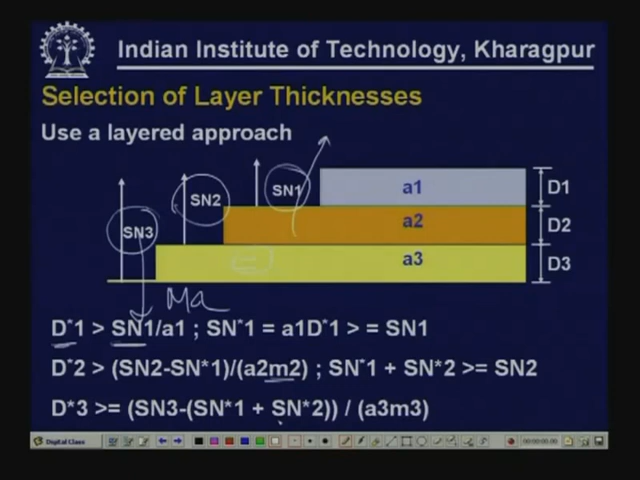 Indian Institute of Technology, Kharagpur
Selection of Layer Thicknesses
Use a layered approach
SN3
SN2
SN1
a1
D1
a2
D2
a3
D3
D*1 > SN1/a1 ; SN*1 = a1D*1 > = SN1
D*2 > (SN2-SN*1)/(a2m2) ; SN*1 + SN*2 >= SN2
D*3 >= (SN3-(SN*1 + SN*2)) / (a3m3)
Digital Class